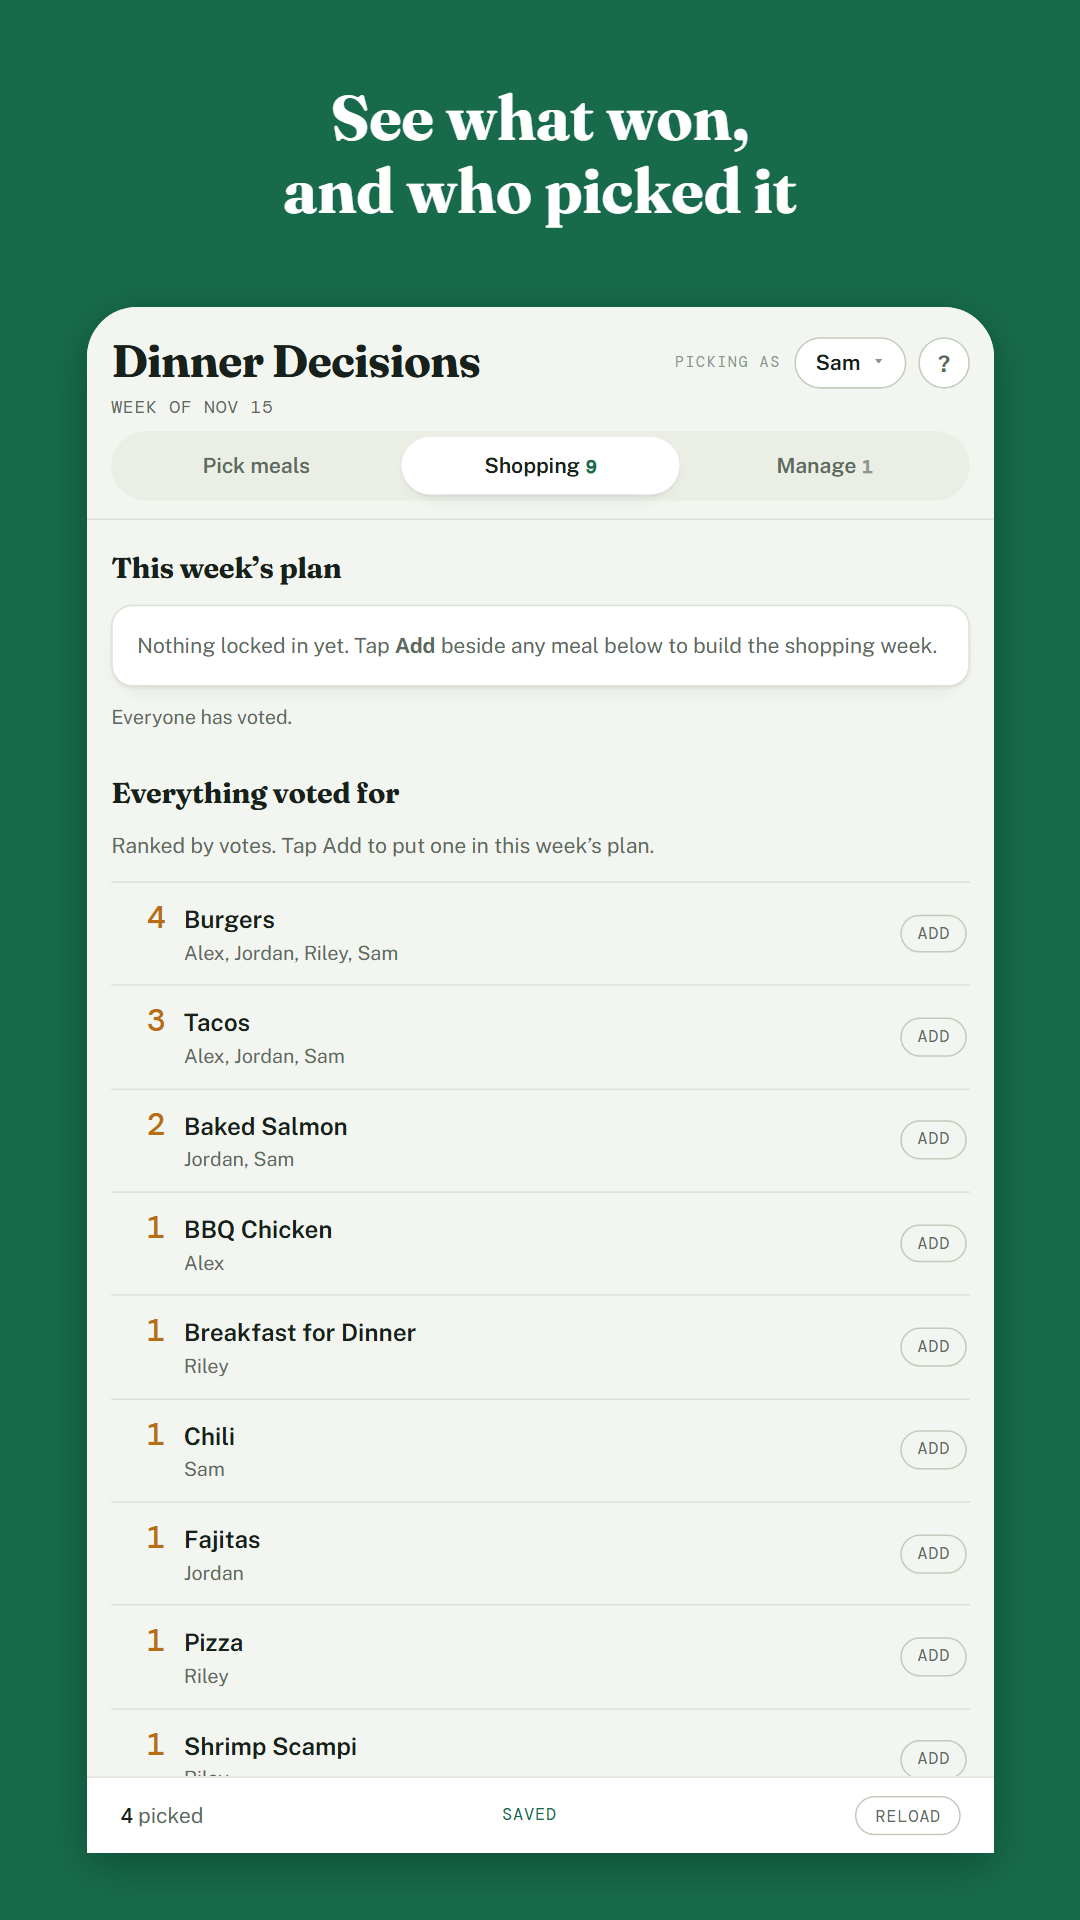 See what won,
and who picked it
Dinner Decisions
PICKING AS
Sam
?
WEEK OF NOV 15
Pick meals
Shopping 9
Manage 1
This week’s plan
Nothing locked in yet. Tap Add beside any meal below to build the shopping week.
Everyone has voted.
Everything voted for
Ranked by votes. Tap Add to put one in this week’s plan.
4 Burgers
Alex, Jordan, Riley, Sam
ADD
3 Tacos
Alex, Jordan, Sam
ADD
2 Baked Salmon
Jordan, Sam
ADD
1 BBQ Chicken
Alex
ADD
1 Breakfast for Dinner
Riley
ADD
1 Chili
Sam
ADD
1 Fajitas
Jordan
ADD
1 Pizza
Riley
ADD
1 Shrimp Scampi
ADD
4 picked
SAVED
RELOAD